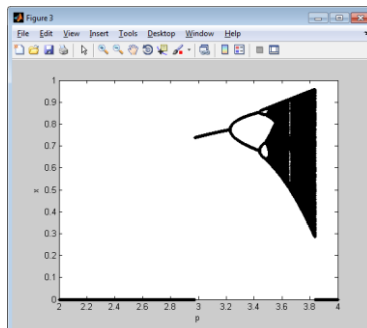 Figure 3
File Edit View Insert Tools Desktop Window Help
1
0.9
0.8
0.7
0.6
0.5
0.4
0.3
0.2
0.1
0
x
2 2.2 2.4 2.6 2.8 3 3.2 3.4 3.6 3.8 4
p